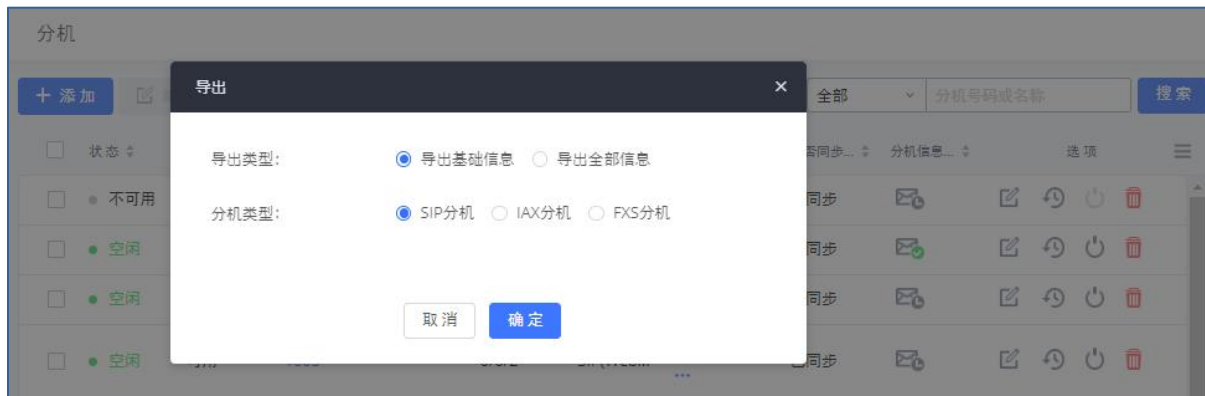 分机
+ 添加
导出
×
全部
分机号码或名称
搜索
状态
分机信息...
选项
导出类型:
导出基础信息
导出全部信息
不可用
同步
分机类型:
SIP分机
IAX分机
FXS分机
空闲
同步
空闲
同步
取消
确定
空闲
同步
...